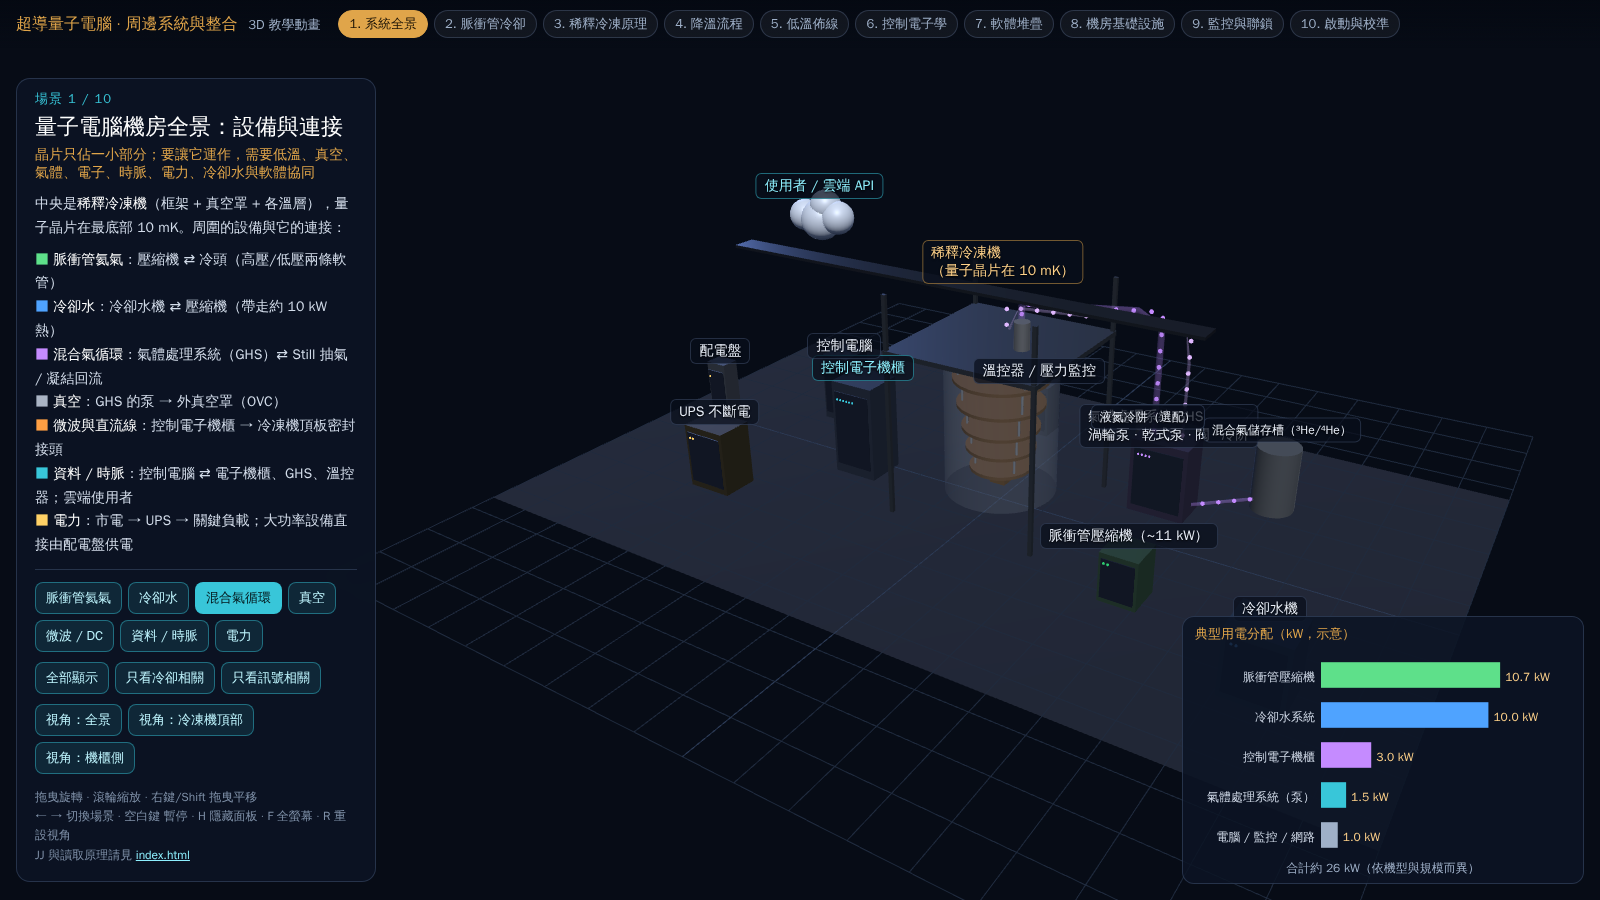 超導量子電腦 · 周邊系統與整合 3D 教學動畫
1. 系統全景
2. 脈衝管冷卻
3. 稀釋冷凍原理
4. 降溫流程
5. 低溫佈線
6. 控制電子學
7. 軟體堆疊
8. 機房基礎設施
9. 監控與聯鎖
10. 啟動與校準
場景 1 / 10
量子電腦機房全景：設備與連接
晶片只佔一小部分；要讓它運作，需要低溫、真空、
氣體、電子、時脈、電力、冷卻水與軟體協同
中央是稀釋冷凍機（框架 + 真空罩 + 各溫層），量
子晶片在最底部 10 mK。周圍的設備與它的連接：
脈衝管氦氣：壓縮機 ⇄ 冷頭（高壓/低壓兩條軟
管）
冷卻水：冷卻水機 ⇄ 壓縮機（帶走約 10 kW
熱）
混合氣循環：氣體處理系統（GHS）⇄ Still 抽氣
/ 凝結回流
真空：GHS 的泵 → 外真空罩（OVC）
微波與直流線：控制電子機櫃 → 冷凍機頂板密封
接頭
資料 / 時脈：控制電腦 ⇄ 電子機櫃、GHS、溫控
器；雲端使用者
電力：市電 → UPS → 關鍵負載；大功率設備直
接由配電盤供電
脈衝管氦氣
冷卻水
混合氣循環
真空
微波 / DC
資料 / 時脈
電力
全部顯示
只看冷卻相關
只看訊號相關
視角：全景
視角：冷凍機頂部
視角：機櫃側
拖曳旋轉 · 滾輪縮放 · 右鍵/Shift 拖曳平移
← → 切換場景 · 空白鍵 暫停 · H 隱藏面板 · F 全螢幕 · R 重
設視角
JJ 與讀取原理請見 index.html
使用者 / 雲端 API
稀釋冷凍機
（量子晶片在 10 mK）
配電盤
控制電腦
控制電子機櫃
溫控器 / 壓力監控
UPS 不斷電
液氮冷阱（選配）
渦輪泵 · 乾式泵 · 閥
混合氣儲存槽（³He/⁴He）
脈衝管壓縮機（~11 kW）
冷卻水機
典型用電分配（kW，示意）
脈衝管壓縮機 10.7 kW
冷卻水系統 10.0 kW
控制電子機櫃 3.0 kW
氣體處理系統（泵） 1.5 kW
電腦 / 監控 / 網路 1.0 kW
合計約 26 kW（依機型與規模而異）